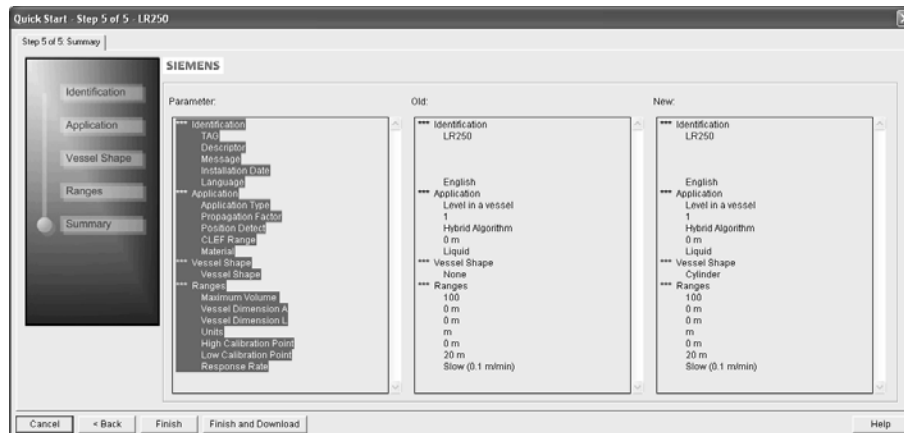 Quick Start - Step 5 of 5 - LR250
Step 5 of 5: Summary
SIEMENS
Identification
Application
Vessel Shape
Ranges
Summary
Parameter:
*** Identification
TAG
Descriptor
Message
Installation Date
Language
*** Application
Application Type
Propagation Factor
Position Detect
CLEF Range
Material
*** Vessel Shape
Vessel Shape
*** Ranges
Maximum Volume
Vessel Dimension A
Vessel Dimension L
Units
High Calibration Point
Low Calibration Point
Response Rate
Old:
*** Identification
LR250
English
*** Application
Level in a vessel
1
Hybrid Algorithm
0 m
Liquid
*** Vessel Shape
None
*** Ranges
100
0 m
0 m
m
0 m
20 m
Slow (0.1 m/min)
New:
*** Identification
LR250
English
*** Application
Level in a vessel
1
Hybrid Algorithm
0 m
Liquid
*** Vessel Shape
Cylinder
*** Ranges
100
0 m
0 m
m
0 m
20 m
Slow (0.1 m/min)
Cancel
< Back
Finish
Finish and Download
Help